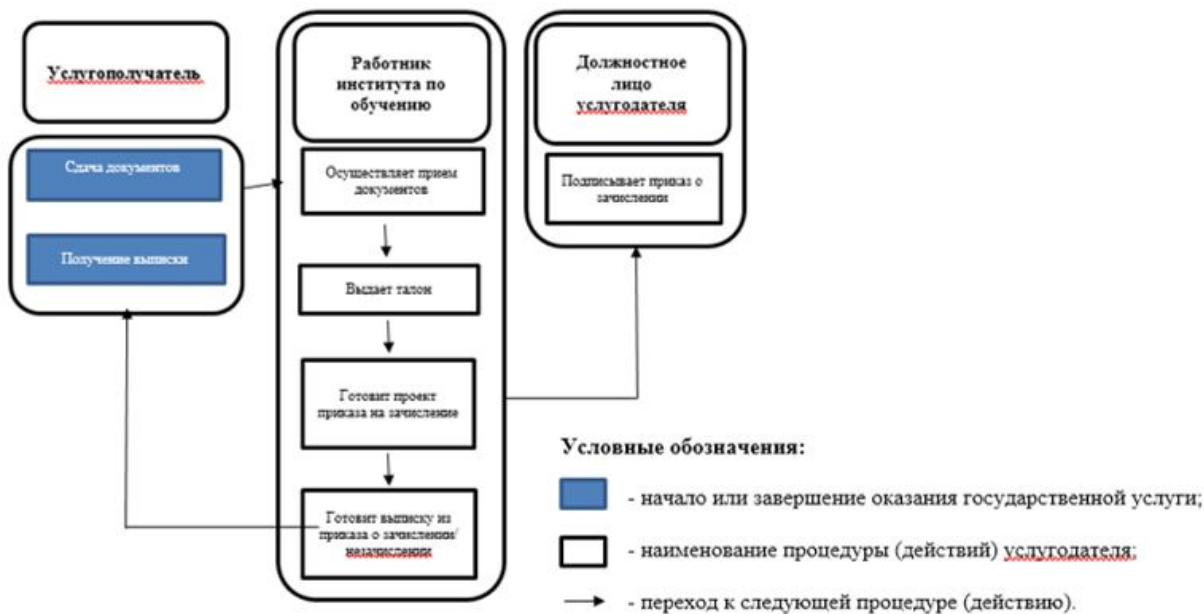 Услугополучатель
Сдача документов
Получение выписки
Работник
института по
обучению
Осуществляет прием
документов
Выдает талон
Готовит проект
приказа на зачисление
Готовит выписку из
приказа о зачислении/
незачислении
Должностное
лицо
услугодателя
Подписывает приказ о
зачислении
Условные обозначения:
- начало или завершение оказания государственной услуги;
- наименование процедуры (действий) услугодателя;
- переход к следующей процедуре (действию).